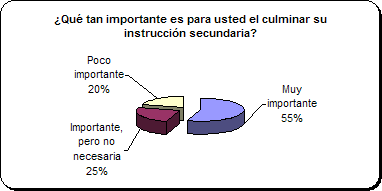 ¿Qué tan importante es para usted el culminar su
instrucción secundaria?
Poco
importante
20%
Muy
importante
55%
Importante,
pero no
necesaria
25%